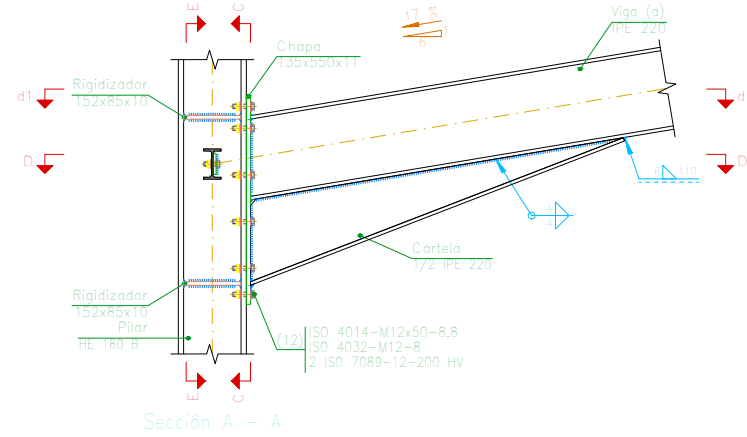 E
C
17 %
1
6
Viga (a)
IPE 220
Chapa
135x550x11
Rigidizador
152x85x10
d1
d
D
D
6
110
4
4
Cartela
1/2 IPE 220
Rigidizador
152x85x10
Pilar
HE 180 B
(12)
ISO 4014-M12x50-8.8
ISO 4032-M12-8
2 ISO 7089-12-200 HV
E
C
Sección A - A